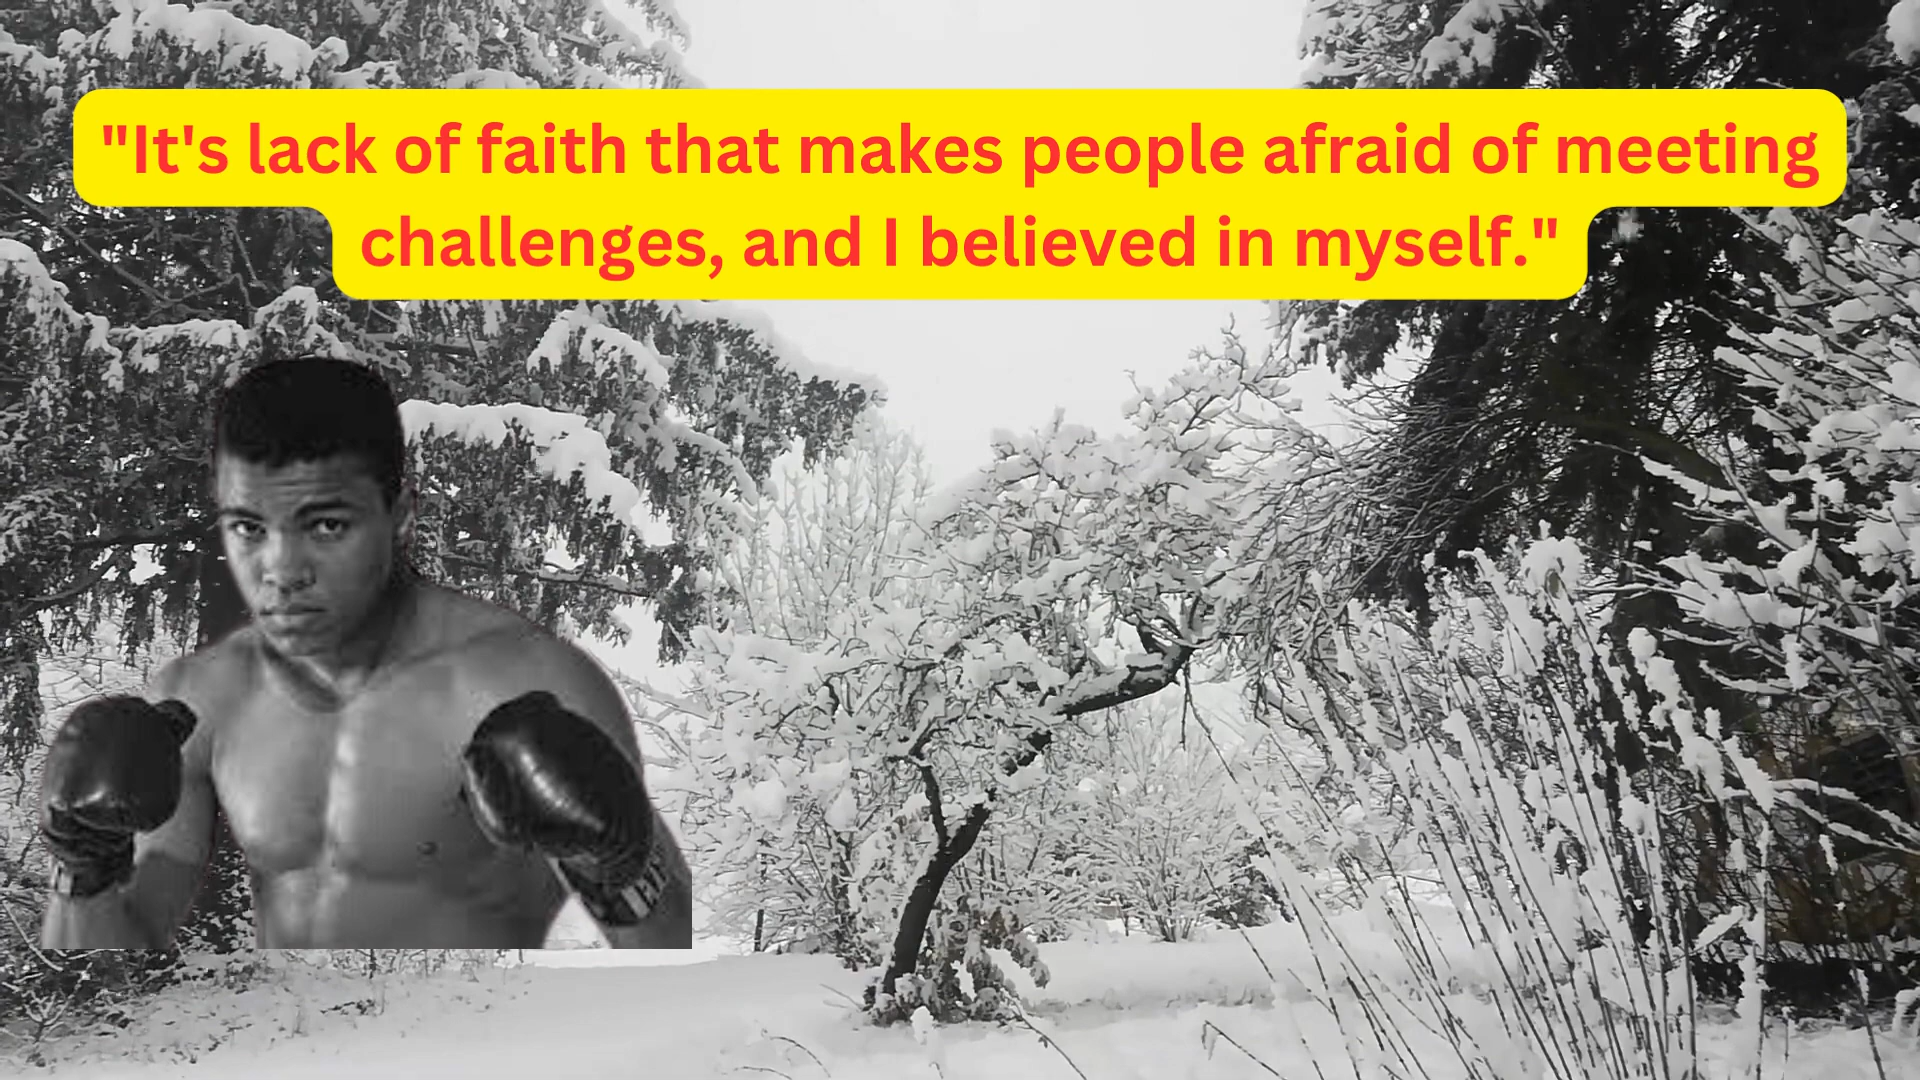 "It's lack of faith that makes people afraid of meeting
challenges, and I believed in myself."